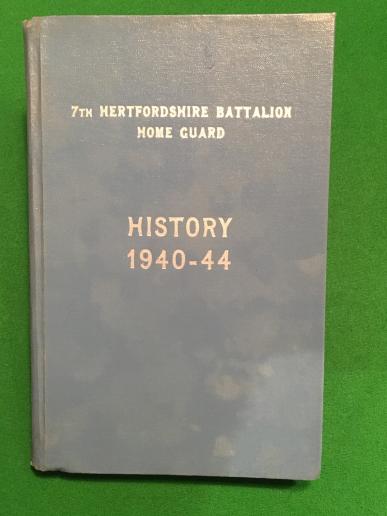 7TH HERTFORDSHIRE BATTALION
HOME GUARD
HISTORY
1940-44